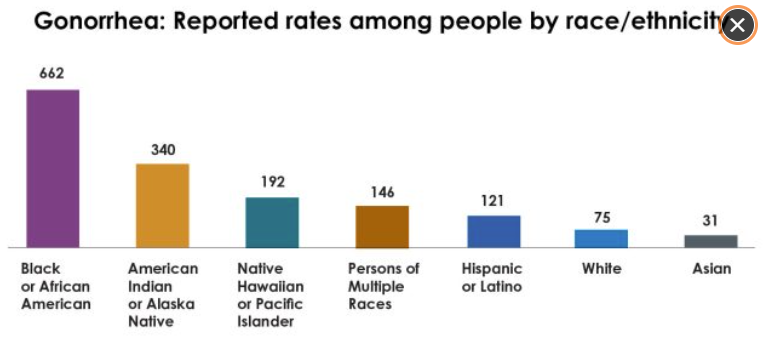 Gonorrhea: Reported rates among people by race/ethnicity
662
340
192
146
121
75
31
Black
or African
American
American
Indian
or Alaska
Native
Native
Hawaiian
or Pacific
Islander
Persons of
Multiple
Races
Hispanic
or Latino
White
Asian